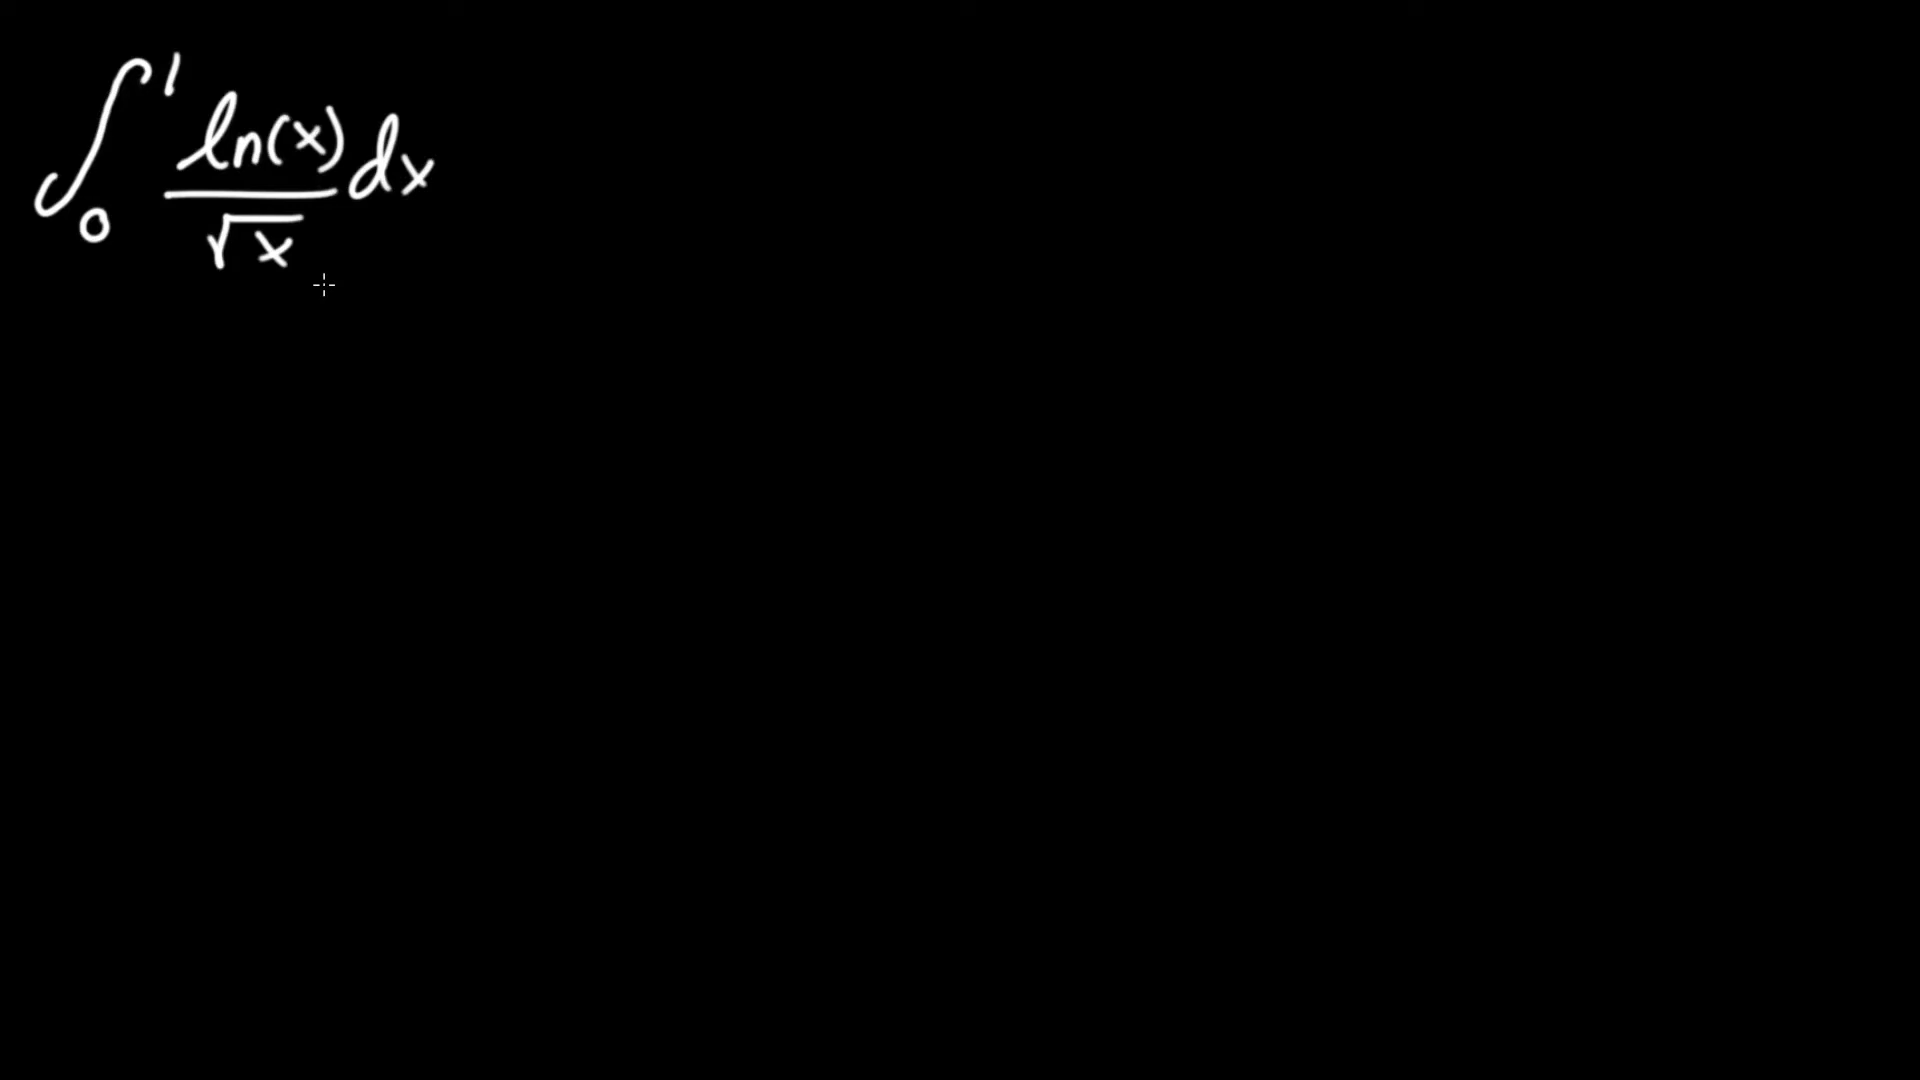 ∫₀¹ ln(x)/√x dx